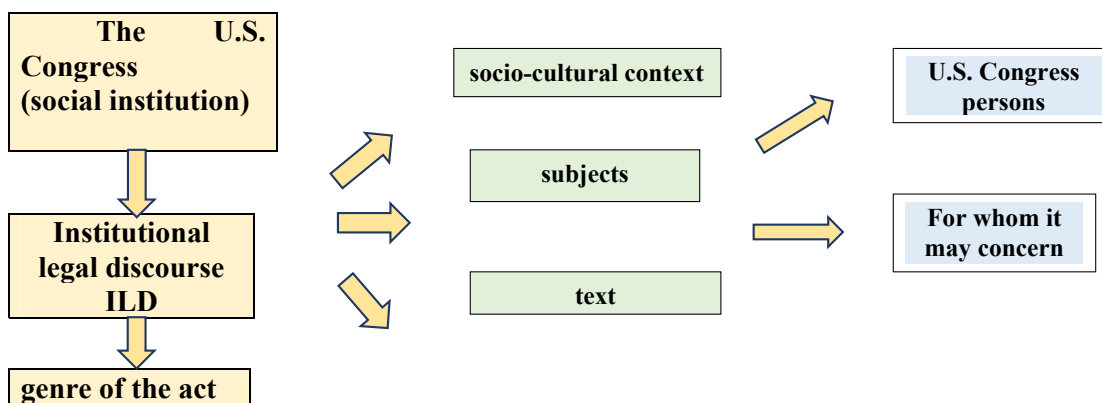 The U.S.
Congress
(social institution)
Institutional
legal discourse
ILD
genre of the act
socio-cultural context
subjects
text
U.S. Congress
persons
For whom it
may concern